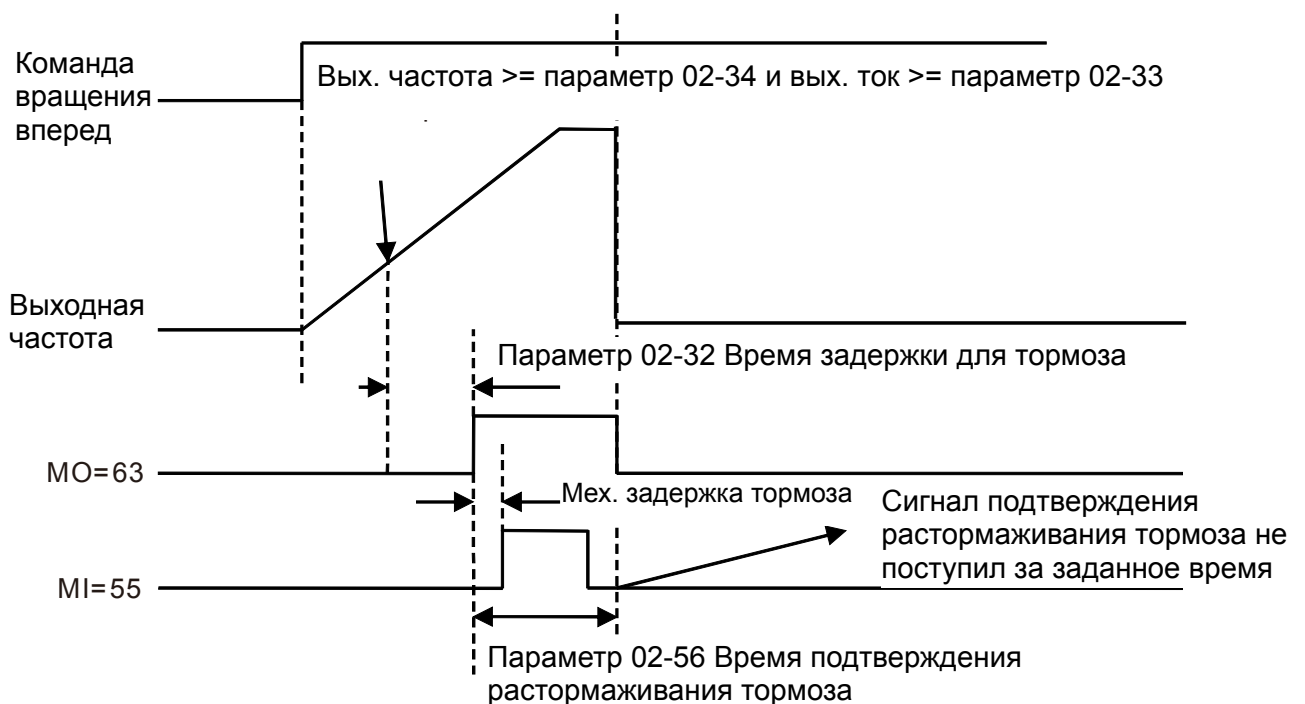 Команда
вращения
вперед
Вых. частота >= параметр 02-34 и вых. ток >= параметр 02-33
Выходная
частота
Параметр 02-32 Время задержки для тормоза
MO=63
Мех. задержка тормоза
Сигнал подтверждения
растормаживания тормоза не
поступил за заданное время
MI=55
Параметр 02-56 Время подтверждения
растормаживания тормоза